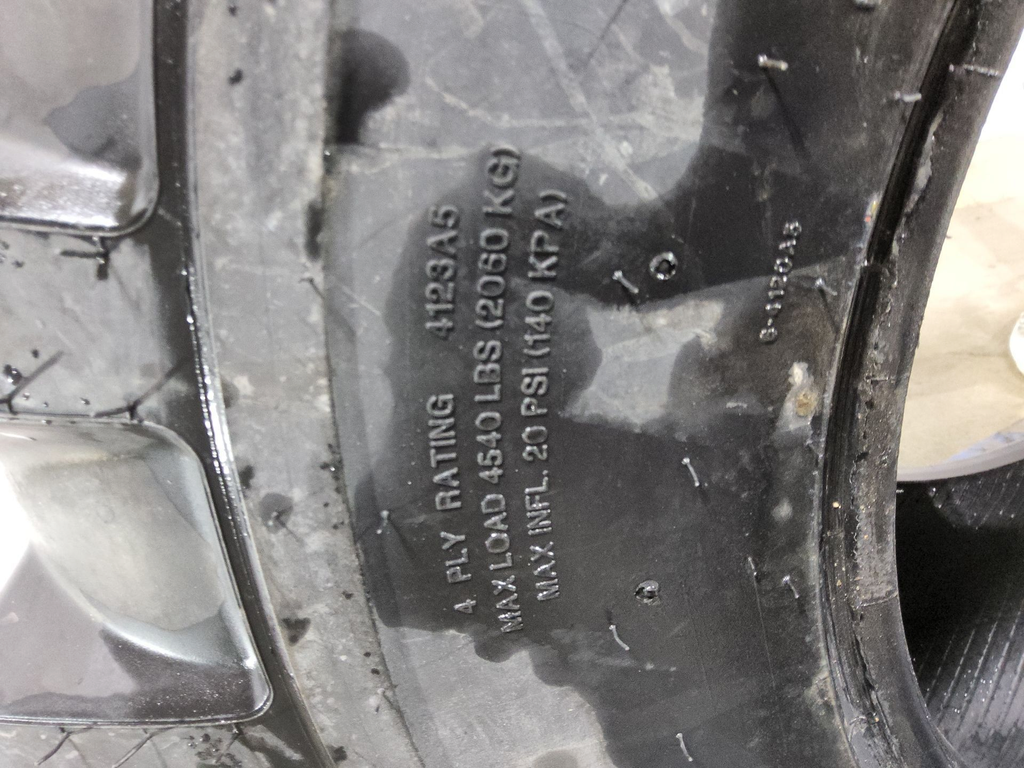 4 PLY RATING 4123A5
MAX LOAD 4540 LBS (2060 KG)
MAX INFL. 20 PSI (140 KPA)